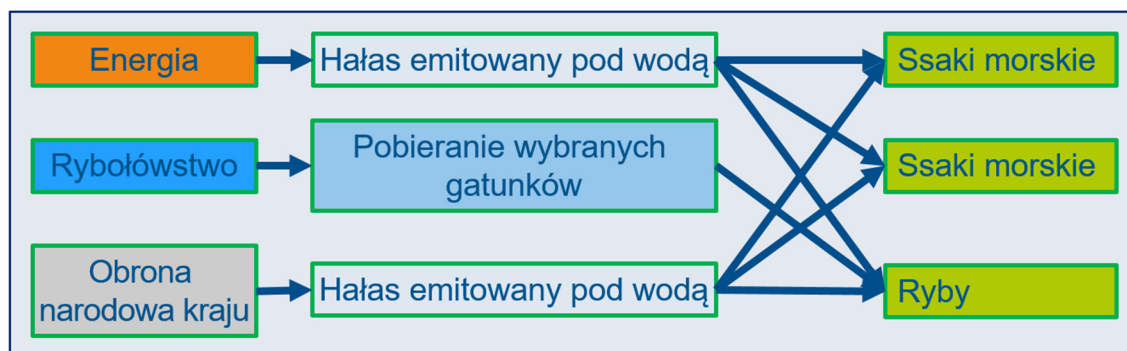 Energia
Hałas emitowany pod wodą
Ssaki morskie
Rybołówstwo
Pobieranie wybranych
gatunków
Ssaki morskie
Obrona
narodowa kraju
Hałas emitowany pod wodą
Ryby